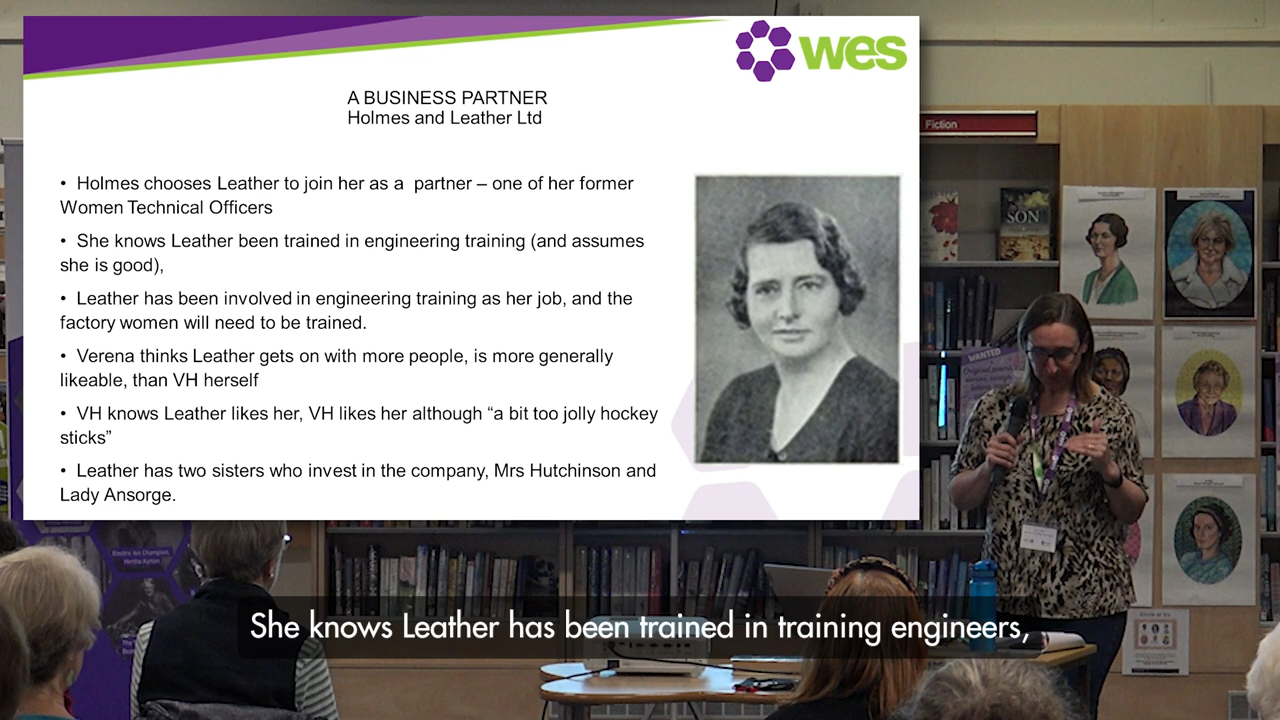 wes
A BUSINESS PARTNER
Holmes and Leather Ltd
• Holmes chooses Leather to join her as a partner – one of her former
Women Technical Officers
• She knows Leather been trained in engineering training (and assumes
she is good),
• Leather has been involved in engineering training as her job, and the
factory women will need to be trained.
• Verena thinks Leather gets on with more people, is more generally
likeable, than VH herself
• VH knows Leather likes her, VH likes her although “a bit too jolly hockey
sticks”
• Leather has two sisters who invest in the company, Mrs Hutchinson and
Lady Ansorge.
Fiction
SON
WANTED
She knows Leather has been trained in training engineers,